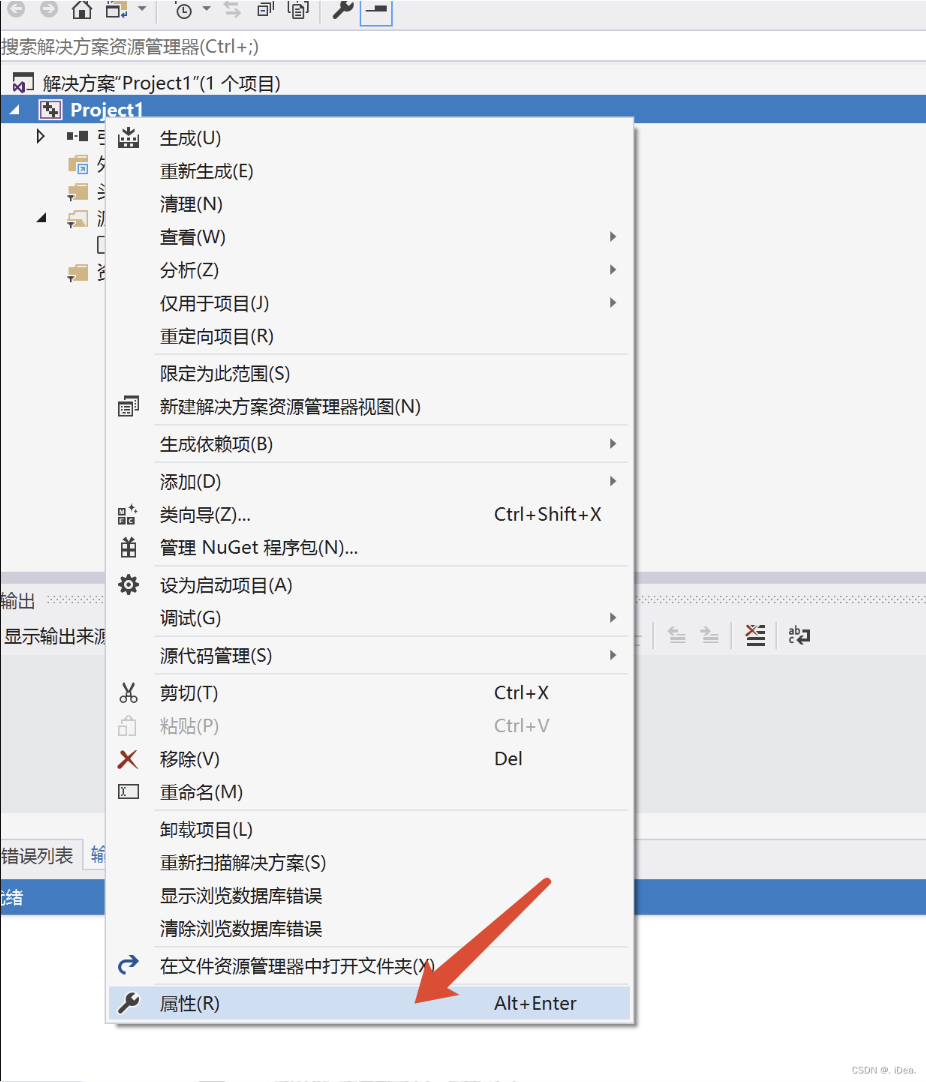 搜索解决方案资源管理器(Ctrl+;)
解决方案"Project1"(1 个项目)
Project1
生成(U)
重新生成(E)
清理(N)
查看(W)
分析(Z)
仅用于项目(J)
重定向项目(R)
限定为此范围(S)
新建解决方案资源管理器视图(N)
生成依赖项(B)
添加(D)
类向导(Z)... Ctrl+Shift+X
管理 NuGet 程序包(N)...
设为启动项目(A)
输出
调试(G)
显示输出来源
源代码管理(S)
剪切(T) Ctrl+X
粘贴(P) Ctrl+V
移除(V) Del
重命名(M)
卸载项目(L)
错误列表 输
重新扫描解决方案(S)
显示浏览数据库错误
绪
清除浏览数据库错误
在文件资源管理器中打开文件夹(X)
属性(R) Alt+Enter
CSDN @. iDea.